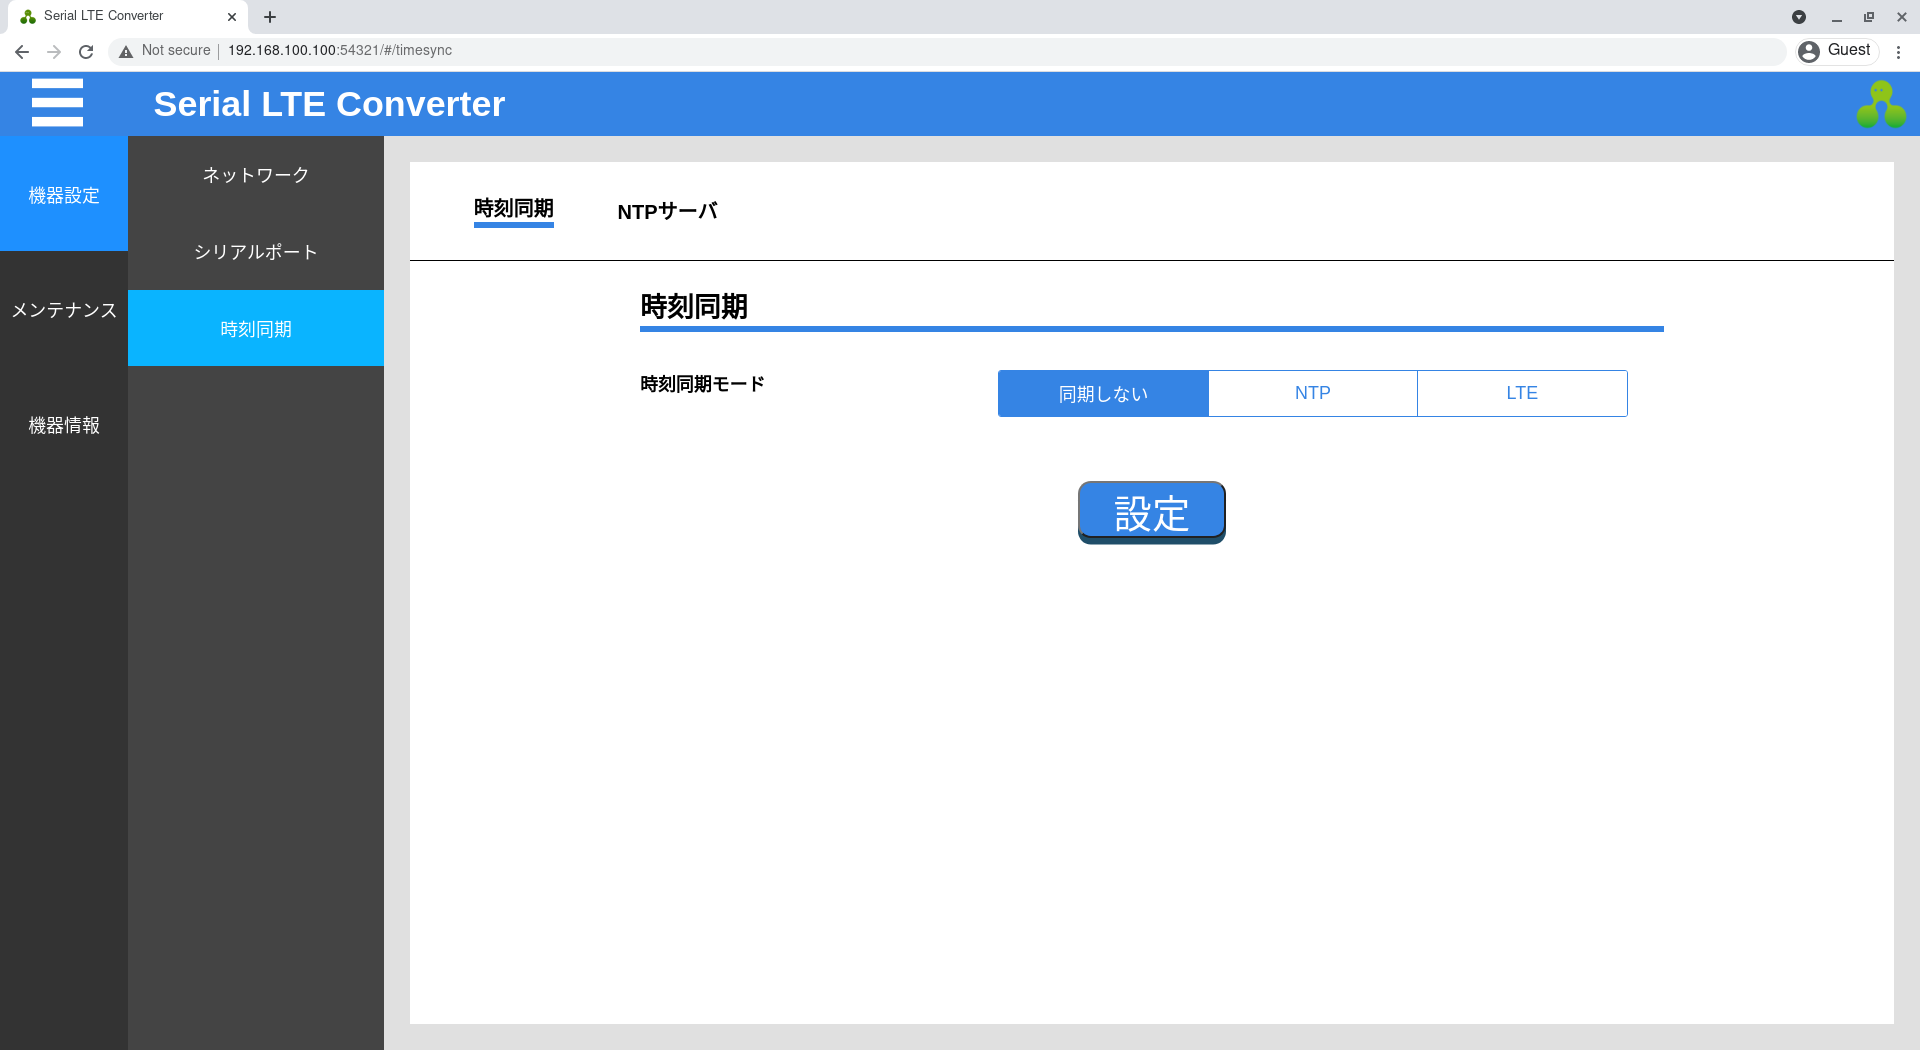 Serial LTE Converter
Not secure
192.168.100.100:54321/#/timesync
Guest
Serial LTE Converter
機器設定
メンテナンス
機器情報
ネットワーク
シリアルポート
時刻同期
時刻同期
NTPサーバ
時刻同期
時刻同期モード
同期しない
NTP
LTE
設定